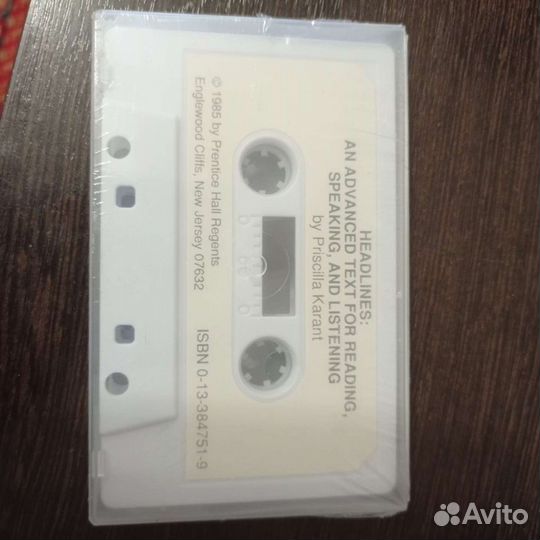 HEADLINES:
AN ADVANCED TEXT FOR READING,
SPEAKING, AND LISTENING
by Priscilla Karant
© 1985 by Prentice Hall Regents
Englewood Cliffs, New Jersey 07632
ISBN 0-13-384751-9
Avito